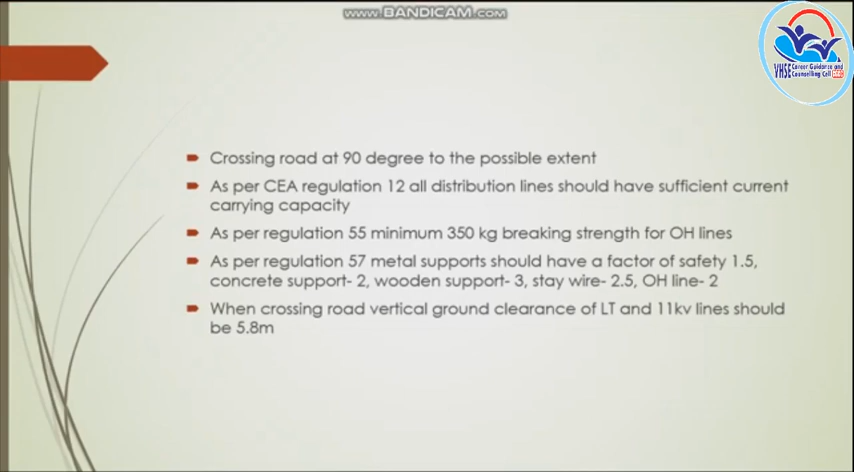 www.BANDICAM.com
VHSE Career Guidance and
Counselling Cell
Crossing road at 90 degree to the possible extent
As per CEA regulation 12 all distribution lines should have sufficient current
carrying capacity
As per regulation 55 minimum 350 kg breaking strength for OH lines
As per regulation 57 metal supports should have a factor of safety 1.5,
concrete support- 2, wooden support- 3, stay wire- 2.5, OH line- 2
When crossing road vertical ground clearance of LT and 11kv lines should
be 5.8m